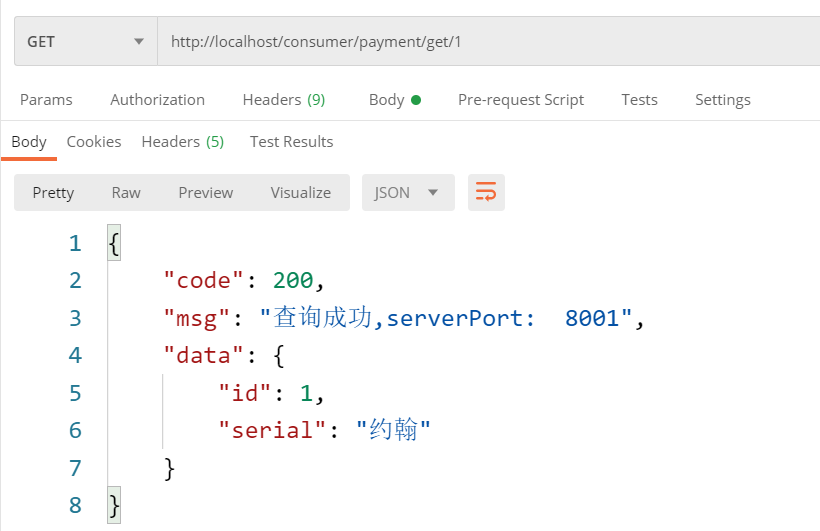 GET http://localhost/consumer/payment/get/1
Params Authorization Headers (9) Body Pre-request Script Tests Settings
Body Cookies Headers (5) Test Results
Pretty Raw Preview Visualize JSON
1 {
2 "code": 200,
3 "msg": "查询成功,serverPort:  8001",
4 "data": {
5 "id": 1,
6 "serial": "约翰"
7 }
8 }